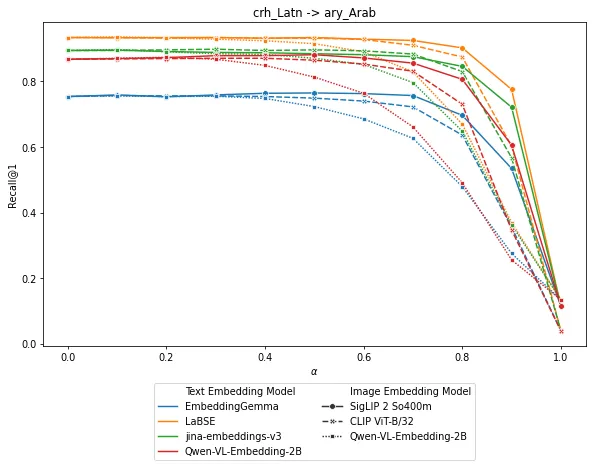 crh_Latn -> ary_Arab
Recall@1
0.8
0.6
0.4
0.2
0.0
0.0 0.2 0.4 0.6 0.8 1.0
α
Text Embedding Model Image Embedding Model
EmbeddingGemma SigLIP 2 So400m
LaBSE CLIP ViT-B/32
jina-embeddings-v3 Qwen-VL-Embedding-2B
Qwen-VL-Embedding-2B